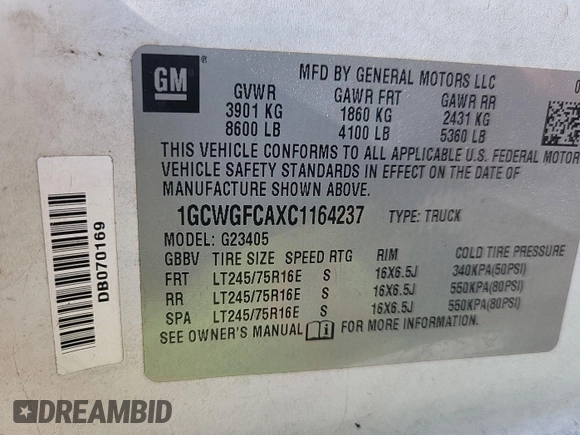 GM
MFD BY GENERAL MOTORS LLC
0
GVWR GAWR FRT GAWR RR
3901 KG 1860 KG 2431 KG
8600 LB 4100 LB 5360 LB
THIS VEHICLE CONFORMS TO ALL APPLICABLE U.S. FEDERAL MOTOR
VEHICLE SAFETY STANDARDS IN EFFECT ON THE DATE OF
MANUFACTURE SHOWN ABOVE.
1GCWGFCAXC1164237 TYPE: TRUCK
MODEL: G23405
GBBV TIRE SIZE SPEED RTG RIM COLD TIRE PRESSURE
FRT LT245/75R16E S 16X6.5J 340KPA(50PSI)
RR LT245/75R16E S 16X6.5J 550KPA(80PSI)
SPA LT245/75R16E S 16X6.5J 550KPA(80PSI)
SEE OWNER'S MANUAL i FOR MORE INFORMATION.
DB070169
DREAMBID